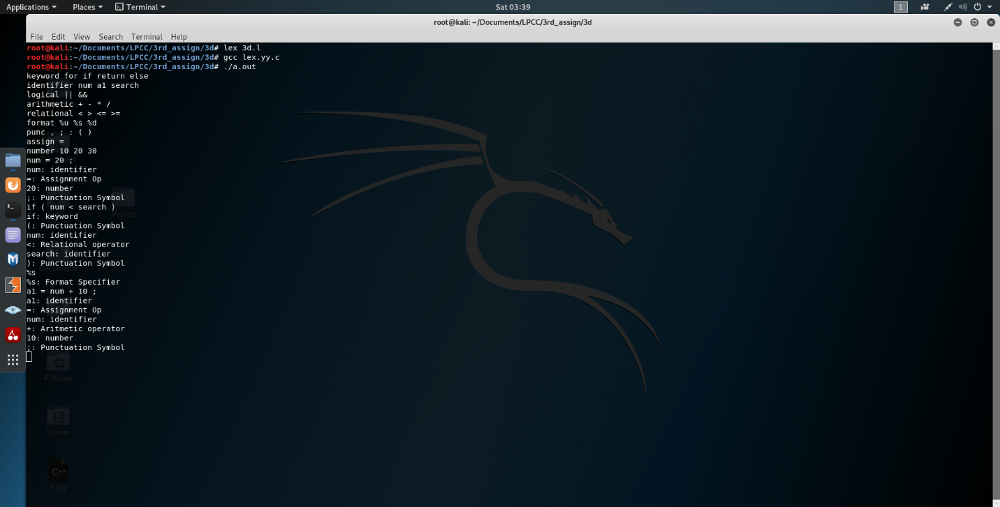 Applications Places Terminal Sat 03:39 1
root@kali: ~/Documents/LPCC/3rd_assign/3d
File Edit View Search Terminal Help
root@kali:~/Documents/LPCC/3rd_assign/3d# lex 3d.l
root@kali:~/Documents/LPCC/3rd_assign/3d# gcc lex.yy.c
root@kali:~/Documents/LPCC/3rd_assign/3d# ./a.out
keyword for if return else
identifier num a1 search
logical || &&
arithmetic + - * /
relational < > <= >=
format %u %s %d
punc , ; : ( )
assign =
number 10 20 30
num = 20 ;
num: identifier
=: Assignment Op
20: number
;: Punctuation Symbol
if ( num < search )
if: keyword
(: Punctuation Symbol
num: identifier
<: Relational operator
search: identifier
): Punctuation Symbol
%s
%s: Format Specifier
a1 = num + 10 ;
a1: identifier
=: Assignment Op
num: identifier
+: Aritmetic operator
10: number
;: Punctuation Symbol
Python
Documents
Pictures
Videos
C++
a.cpp